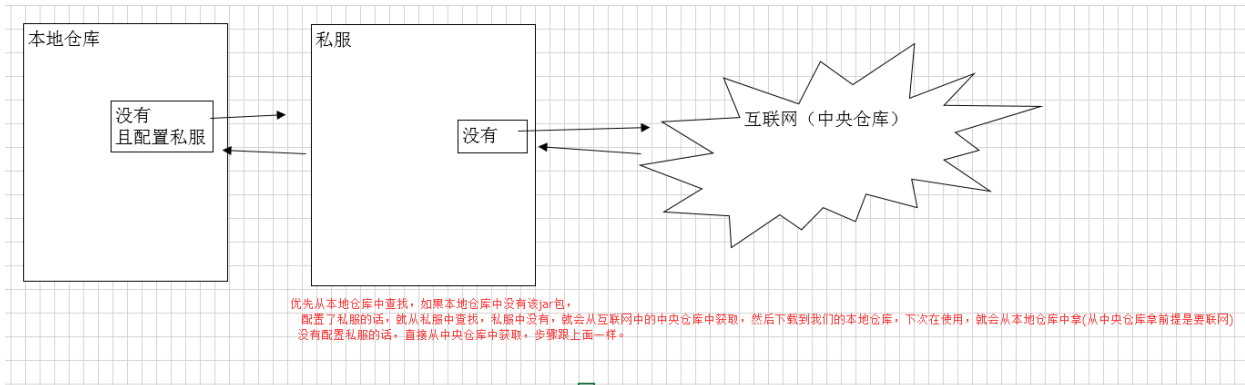 本地仓库
没有
且配置私服
私服
没有
互联网（中央仓库）
优先从本地仓库中查找，如果本地仓库中没有该jar包，
配置了私服的话，就从私服中查找，私服中没有，就会从互联网中的中央仓库中获取，然后下载到我们的本地仓库，下次在使用，就会从本地仓库中拿(从中央仓库拿前提是要联网)
没有配置私服的话，直接从中央仓库中获取，步骤跟上面一样。